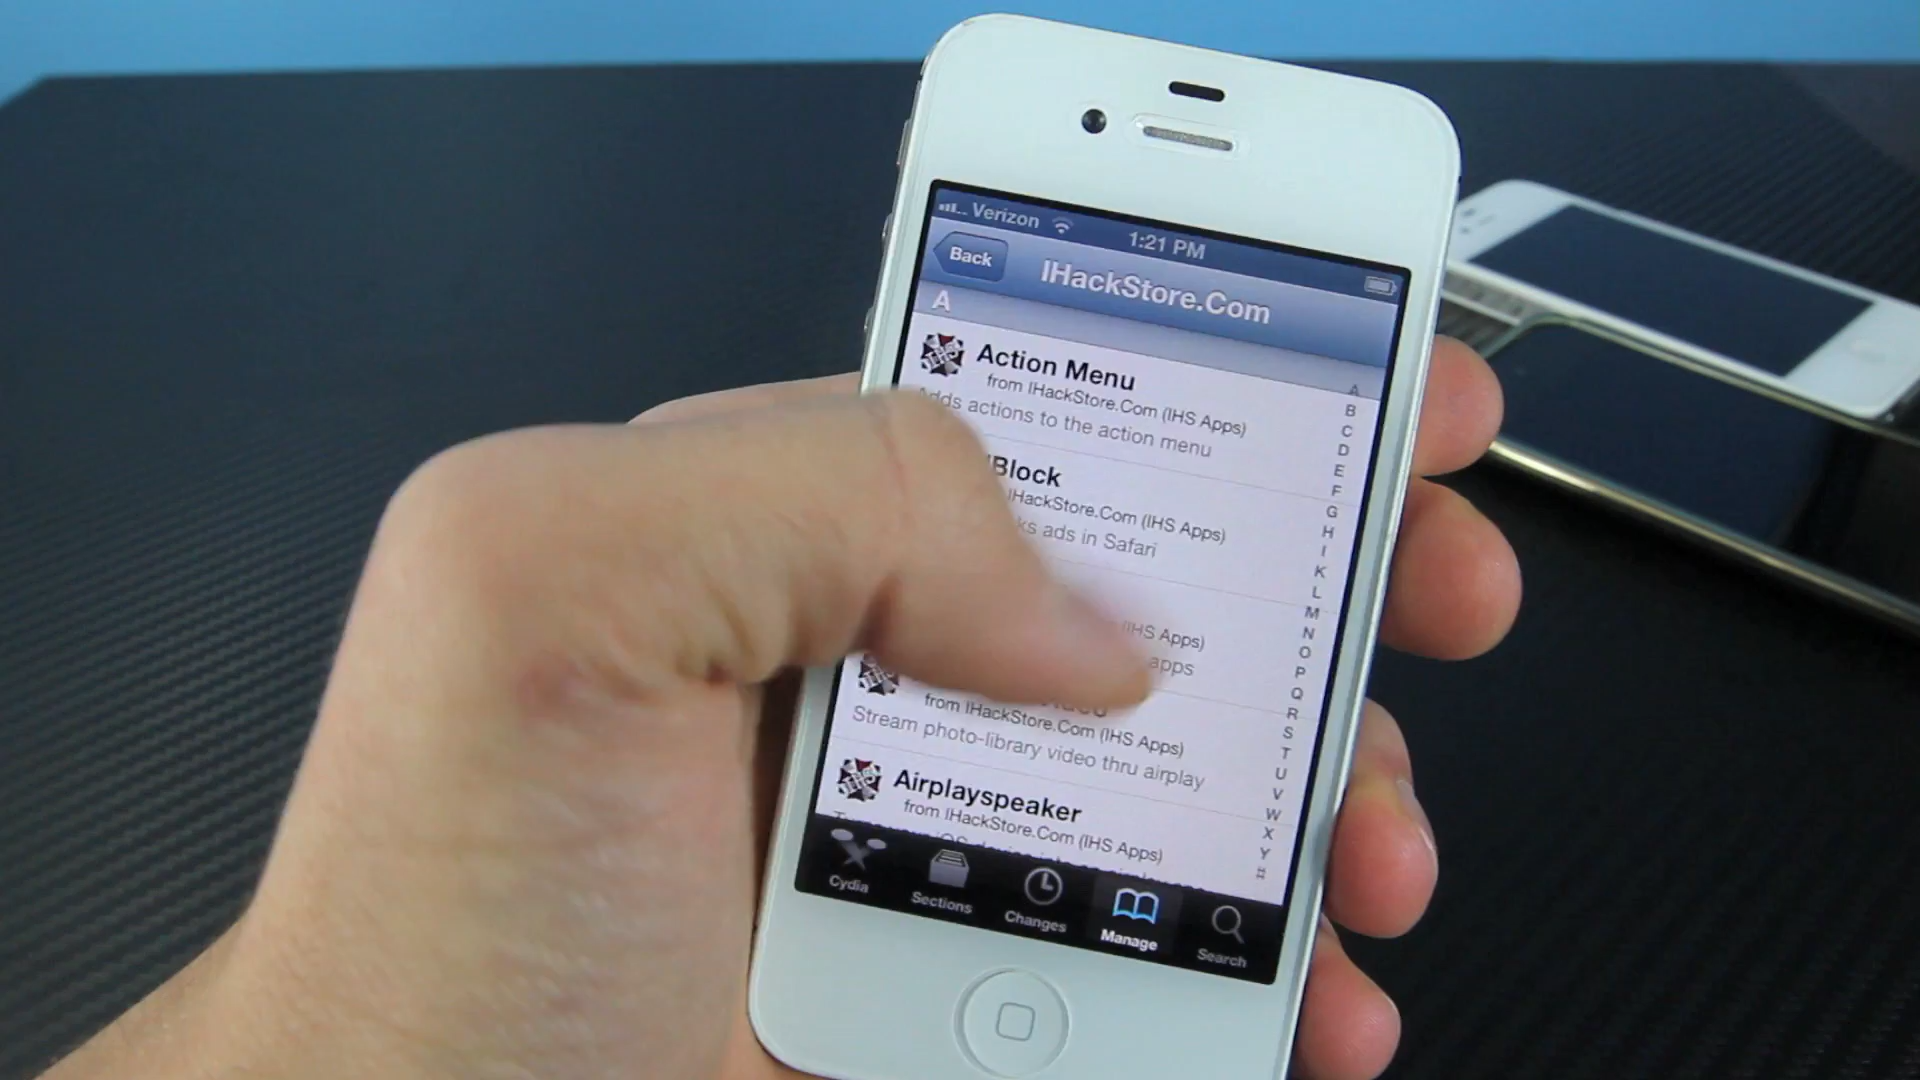 Verizon 1:21 PM
Back IHackStore.Com
A
Action Menu
from IHackStore.Com (IHS Apps)
Adds actions to the action menu
Block
IHackStore.Com (IHS Apps)
ads in Safari
(IHS Apps)
apps
from IHackStore.Com (IHS Apps)
Stream photo-library video thru airplay
Airplayspeaker
from IHackStore.Com (IHS Apps)
A
B
C
D
E
F
G
H
I
K
L
M
N
O
P
Q
R
S
T
U
V
W
X
Y
#
Cydia Sections Changes Manage Search